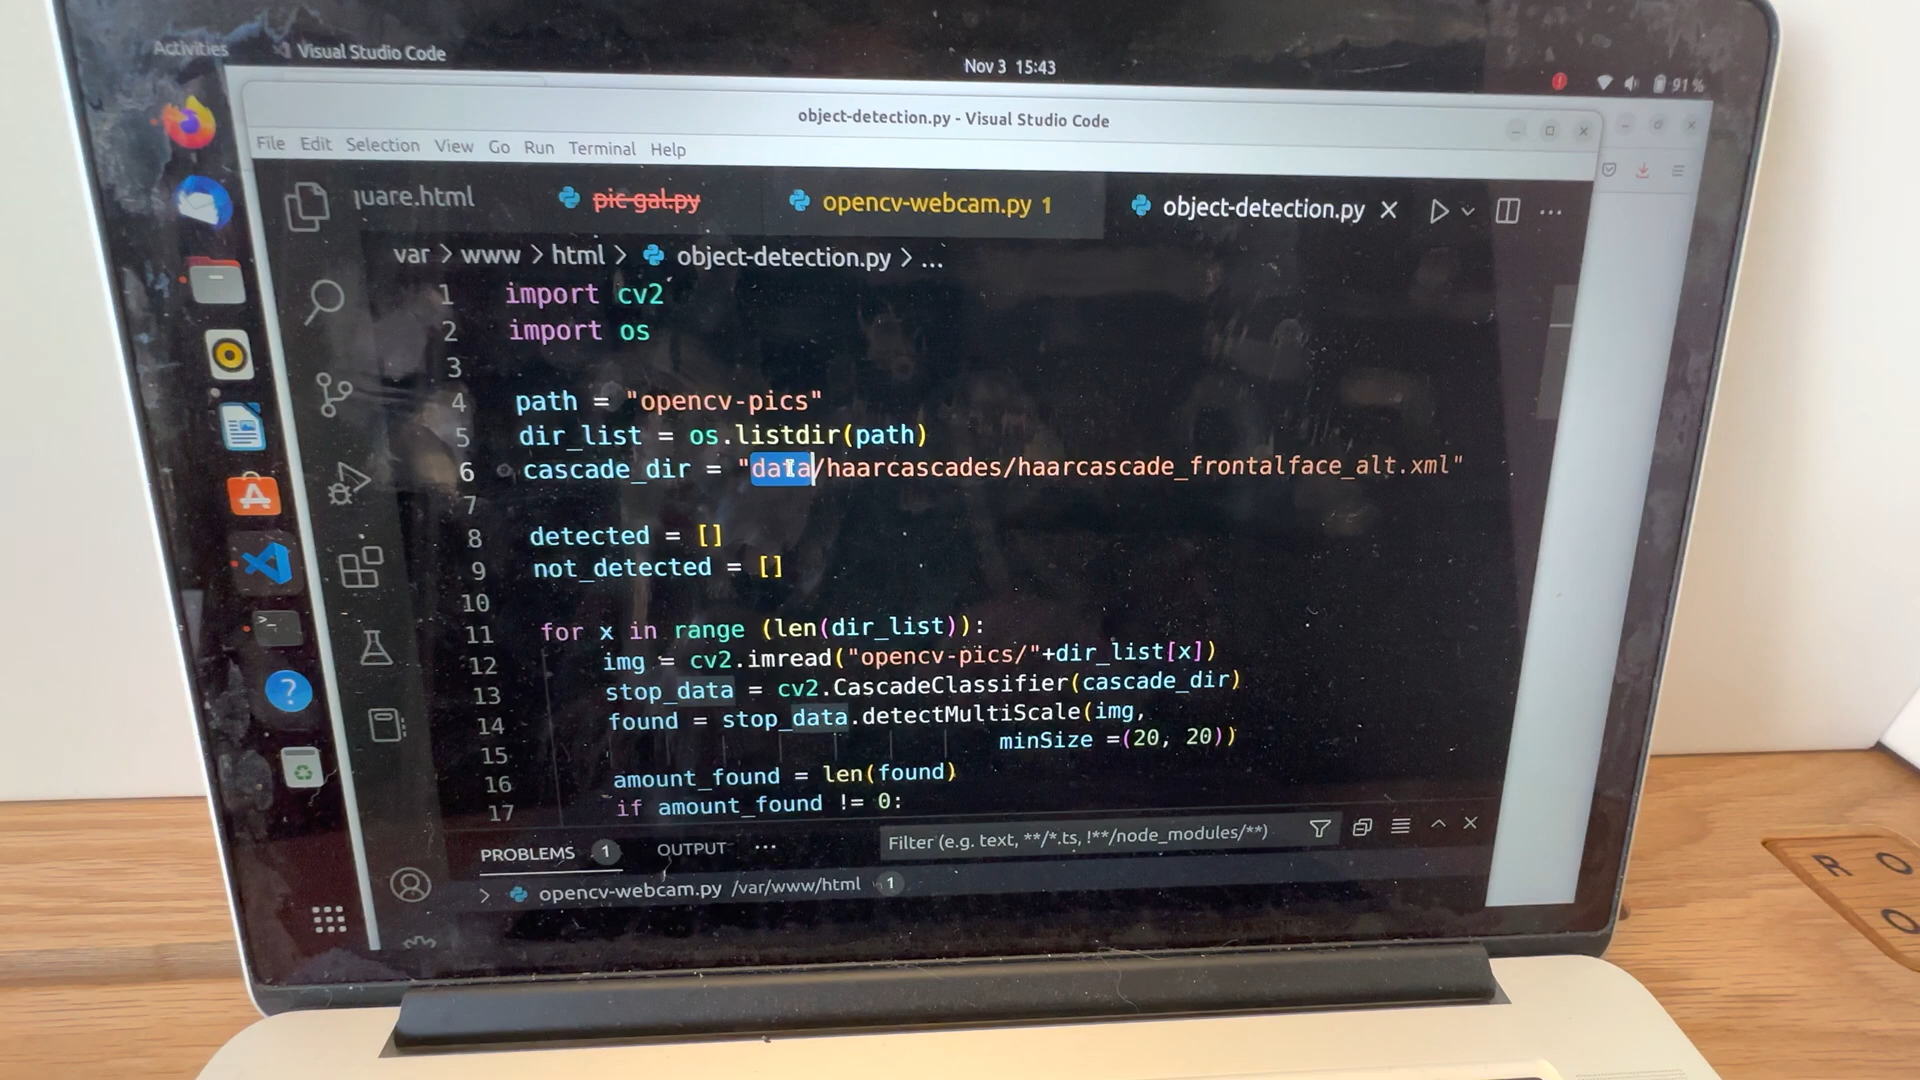 Activities Visual Studio Code Nov 3 15:43 91 %
object-detection.py - Visual Studio Code
File Edit Selection View Go Run Terminal Help
uare.html pic-gal.py opencv-webcam.py 1 object-detection.py
var > www > html > object-detection.py > ...
1 import cv2
2 import os
3
4 path = "opencv-pics"
5 dir_list = os.listdir(path)
6 cascade_dir = "data/haarcascades/haarcascade_frontalface_alt.xml"
7
8 detected = []
9 not_detected = []
10
11 for x in range (len(dir_list)):
12 img = cv2.imread("opencv-pics/"+dir_list[x])
13 stop_data = cv2.CascadeClassifier(cascade_dir)
14 found = stop_data.detectMultiScale(img,
15 minSize =(20, 20))
16 amount_found = len(found)
17 if amount_found != 0:
PROBLEMS 1 OUTPUT ... Filter (e.g. text, **/*.ts, !**/node_modules/**)
> opencv-webcam.py /var/www/html 1
R O
O